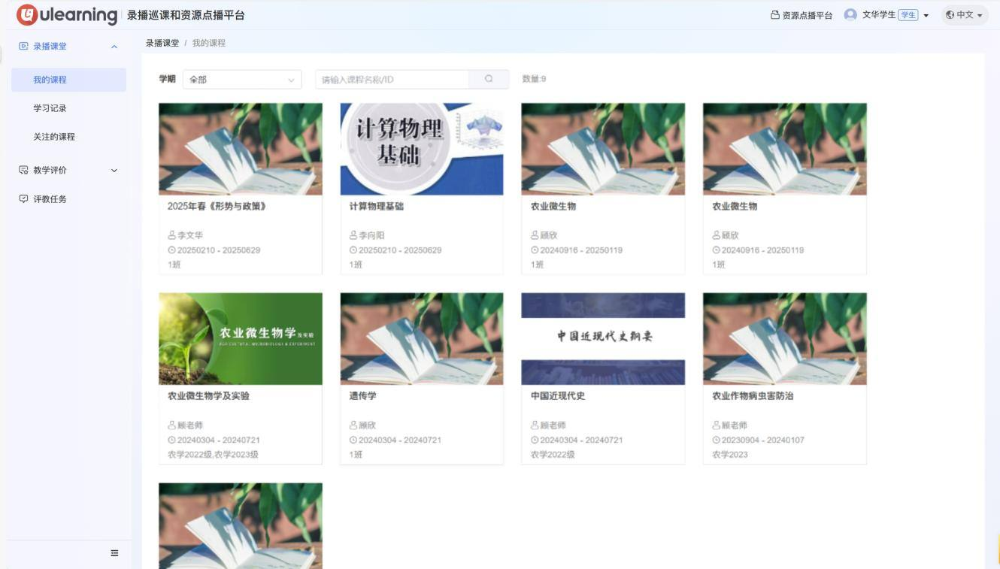 ulearning 录播巡课和资源点播平台
资源点播平台
文华学生 学生
中文
录播课堂
我的课程
学习记录
关注的课程
教学评价
评教任务
录播课堂 / 我的课程
学期 全部 请输入课程名称/ID 数量:9
计算物理
基础
2025年春《形势与政策》
李文华
20250210 - 20250629
1班
计算物理基础
李向阳
20250210 - 20250629
1班
农业微生物
顾欣
20240916 - 20250119
1班
农业微生物
顾欣
20240916 - 20250119
1班
农业微生物学及实验
AGRICULTURAL MICROBIOLOGY & EXPERIMENT
农业微生物学及实验
顾老师
20240304 - 20240721
农学2022级,农学2023级
遗传学
顾欣
20240304 - 20240721
1班
中国近现代史纲要
中国近现代史
顾老师
20240304 - 20240721
农学2022级
农业作物病虫害防治
顾老师
20230904 - 20240107
农学2023